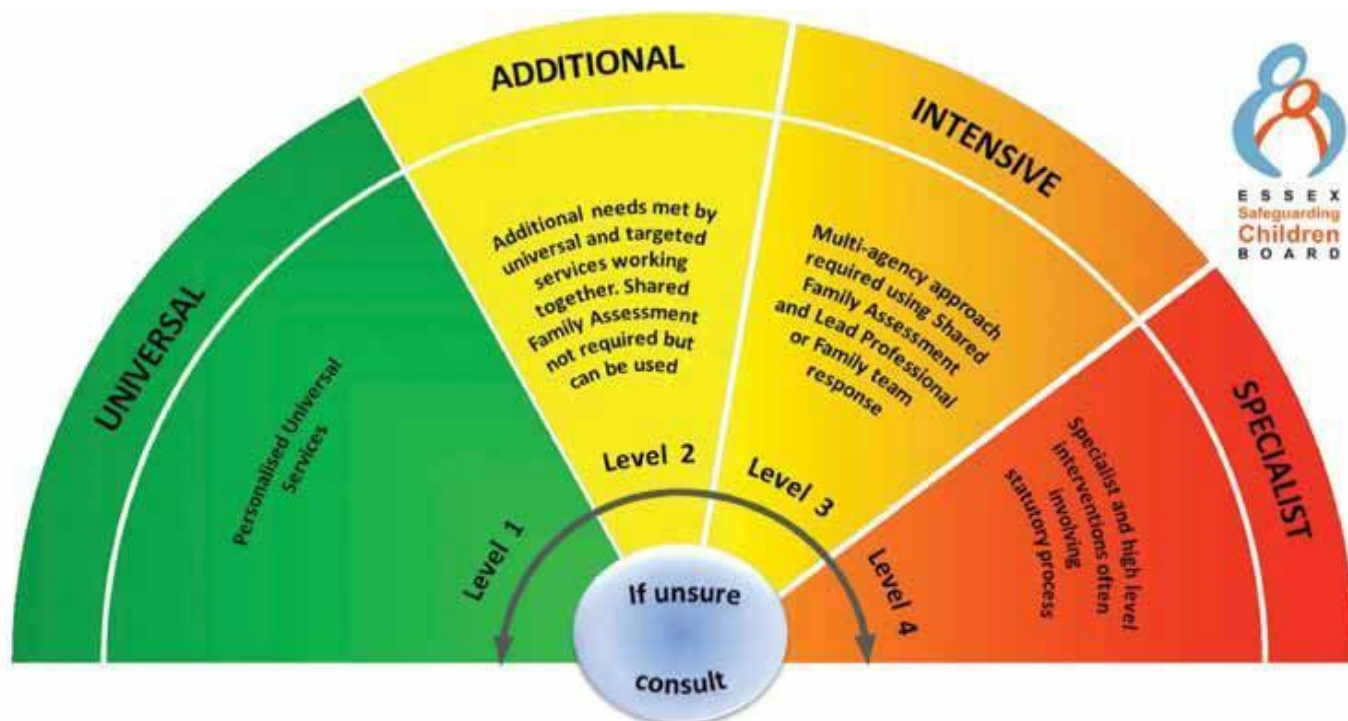 UNIVERSAL
Personalised Universal
Services
Level 1
ADDITIONAL
Additional needs met by
universal and targeted
services working
together. Shared
Family Assessment
not required but
can be used
Level 2
INTENSIVE
Multi-agency approach
required using Shared
Family Assessment
and Lead Professional
or Family team
response
Level 3
SPECIALIST
Specialist and high level
interventions often
involving
statutory process
Level 4
If unsure
consult
ESSEX
Safeguarding
Children
BOARD